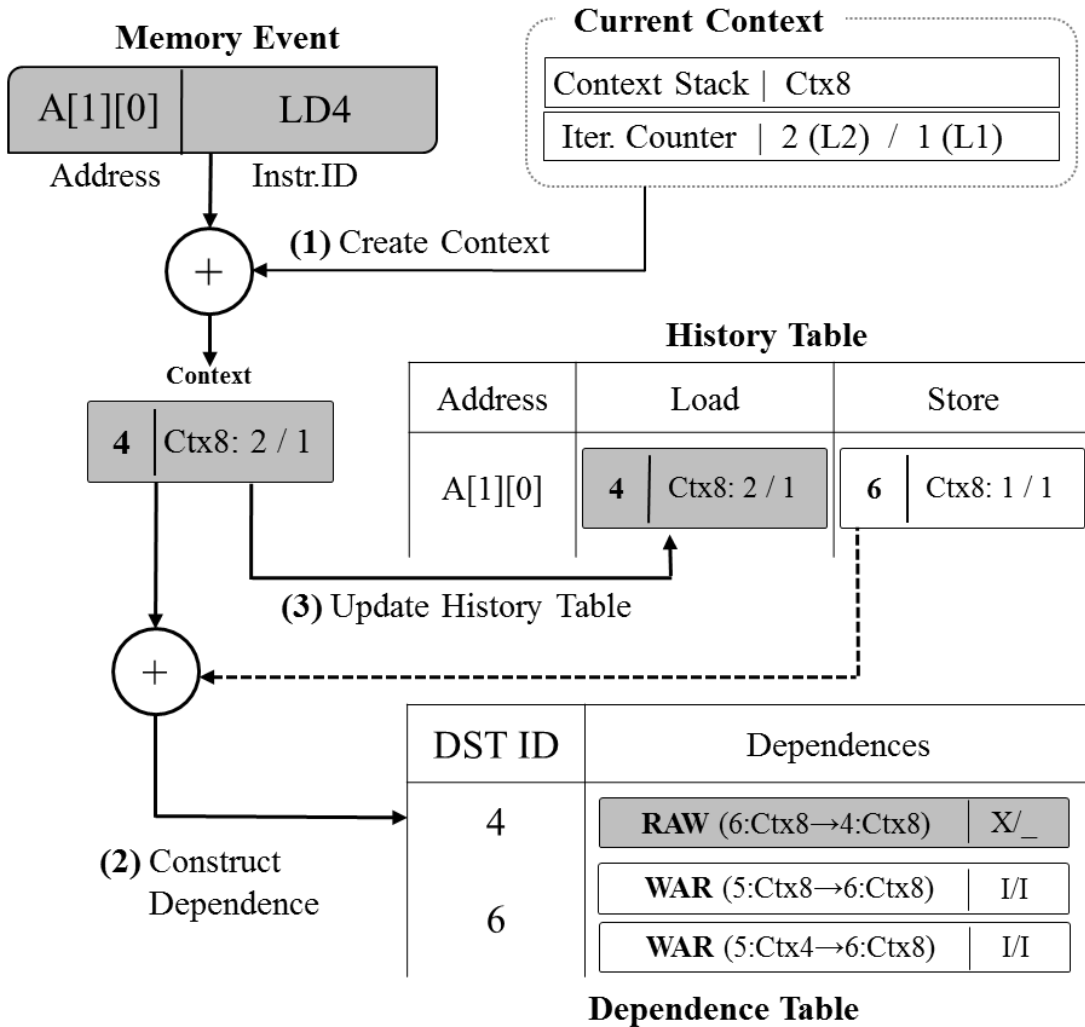 Memory Event
A[1][0] LD4
Address Instr.ID
Current Context
Context Stack | Ctx8
Iter. Counter | 2 (L2) / 1 (L1)
(1) Create Context
+
Context
4 Ctx8: 2 / 1
History Table
Address Load Store
A[1][0] 4 Ctx8: 2 / 1 6 Ctx8: 1 / 1
(3) Update History Table
+
(2) Construct
Dependence
DST ID Dependences
4 RAW (6:Ctx8→4:Ctx8) X/_
6 WAR (5:Ctx8→6:Ctx8) I/I
WAR (5:Ctx4→6:Ctx8) I/I
Dependence Table